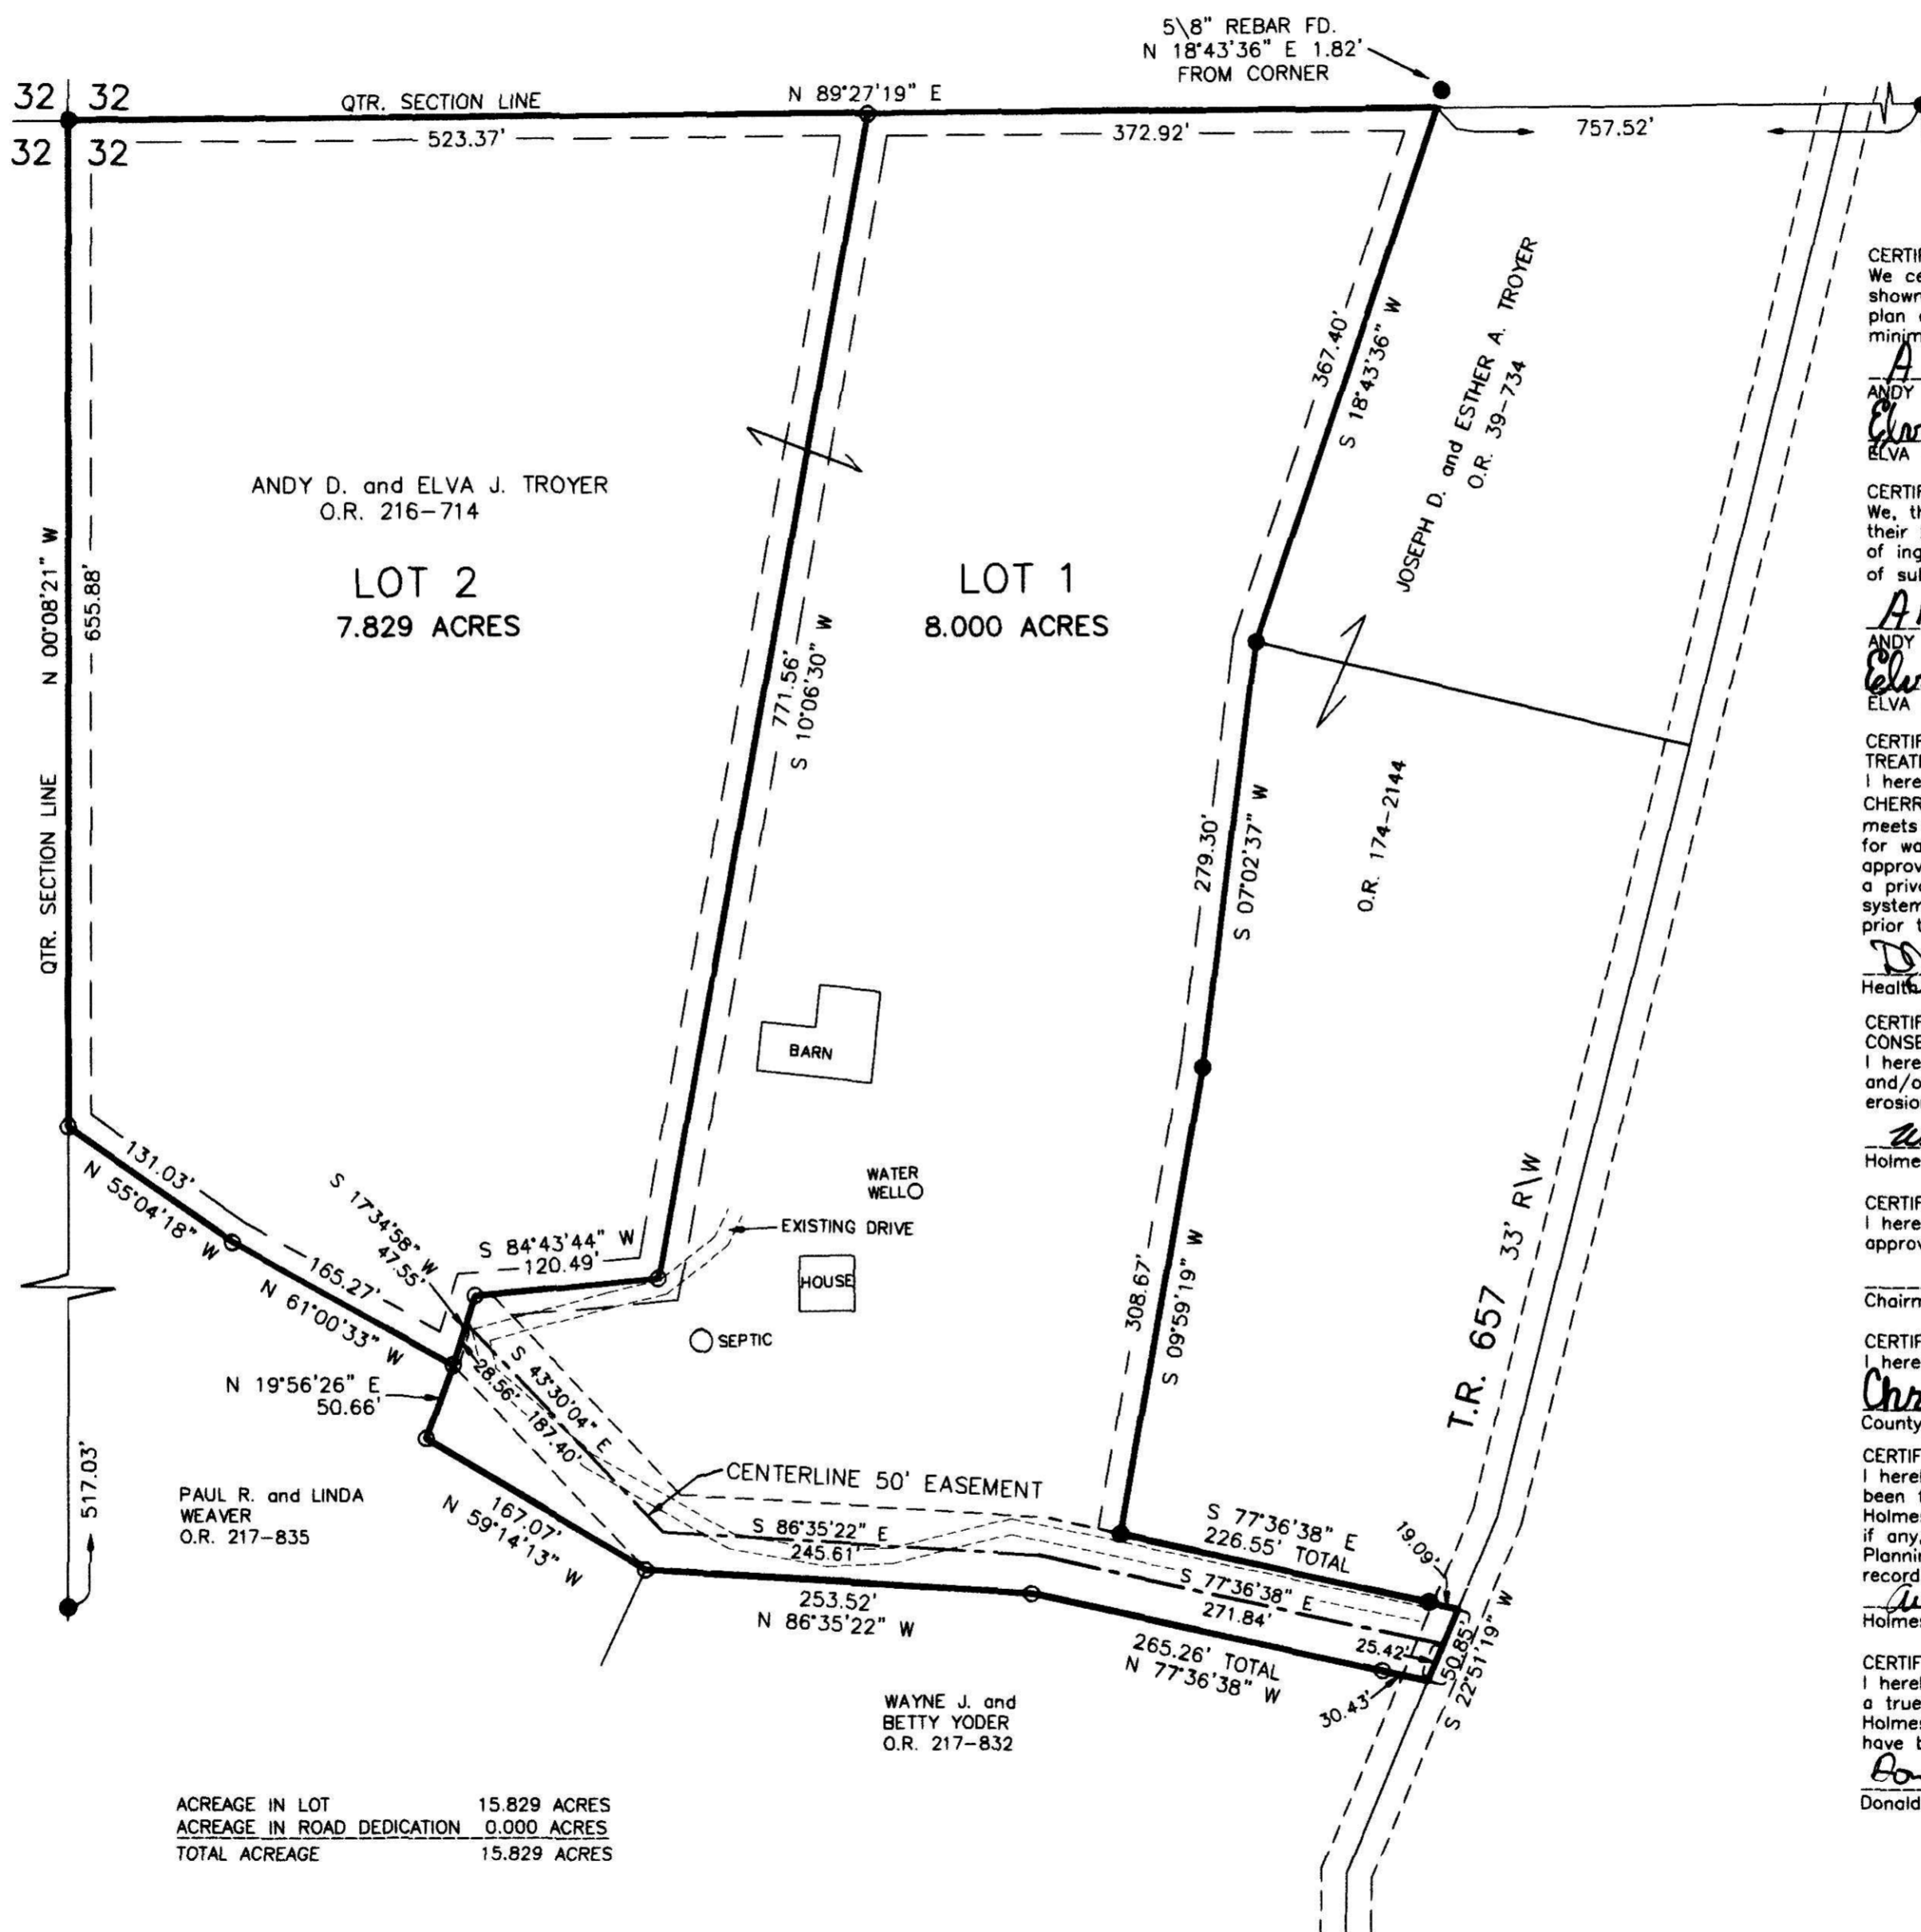 5\8" REBAR FD.
N 18°43'36" E 1.82'
FROM CORNER
32 32
32 32
QTR. SECTION LINE
N 89°27'19" E
523.37'
372.92'
757.52'
N 00°08'21" W
655.88'
QTR. SECTION LINE
ANDY D. and ELVA J. TROYER
O.R. 216-714
LOT 2
7.829 ACRES
LOT 1
8.000 ACRES
771.56'
S 10°06'30" W
367.40'
S 18°43'36" W
JOSEPH D. and ESTHER A. TROYER
O.R. 39-734
279.30'
S 07°02'37" W
O.R. 174-2144
308.67'
S 09°59'19" W
T.R. 657 33' R\W
BARN
WATER
WELL
EXISTING DRIVE
HOUSE
SEPTIC
131.03'
N 55°04'18" W
165.27'
N 61°00'33" W
S 17°34'58" W
47.55'
S 84°43'44" W
120.49'
N 19°56'26" E
50.66'
28.56'
S 43°30'04" E
187.40'
CENTERLINE 50' EASEMENT
517.03'
PAUL R. and LINDA
WEAVER
O.R. 217-835
167.07'
N 59°14'13" W
S 86°35'22" E
245.61'
253.52'
N 86°35'22" W
S 77°36'38" E
226.55' TOTAL
19.09'
S 77°36'38" E
271.84'
25.42'
50.85'
S 22°51'19" W
265.26' TOTAL
N 77°36'38" W
30.43'
WAYNE J. and
BETTY YODER
O.R. 217-832
ACREAGE IN LOT 15.829 ACRES
ACREAGE IN ROAD DEDICATION 0.000 ACRES
TOTAL ACREAGE 15.829 ACRES
CERTIF
We ce
shown
plan
minim
A
ANDY
Elv
ELVA
CERTIF
We, th
their
of ing
of sul
A
ANDY
Elv
ELVA
CERTIF
TREATI
I here
CHERR
meets
for wa
approv
a priv
system
prior t
Health
CERTIF
CONSE
I here
and/o
erosio
Holme
CERTIF
I here
approv
Chairm
CERTIF
I here
Chri
County
CERTIF
I herel
been t
Holme
if any,
Plannin
record
Holme
CERTIF
I herel
a true
Holme
have b
Don
Donald